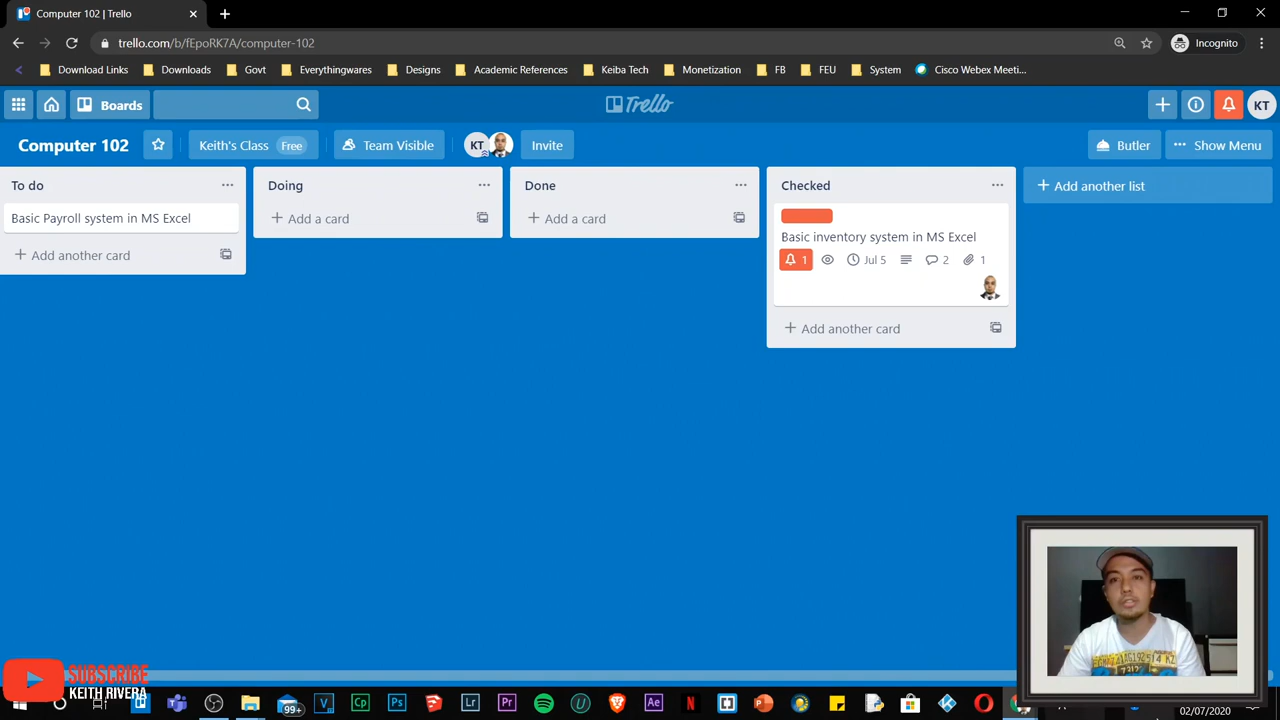 Computer 102 | Trello
trello.com/b/fEpoRK7A/computer-102
Incognito
Download Links
Downloads
Govt
Everythingwares
Designs
Academic References
Keiba Tech
Monetization
FB
FEU
System
Cisco Webex Meeti...
Boards
Trello
KT
Computer 102
Keith's Class Free
Team Visible
KT
Invite
Butler
Show Menu
To do
Doing
Done
Checked
Add another list
Basic Payroll system in MS Excel
Add a card
Add a card
Basic inventory system in MS Excel
Add another card
1
Jul 5
2
1
Add another card
SUBSCRIBE
KEITH RIVERA
99+
02/07/2020